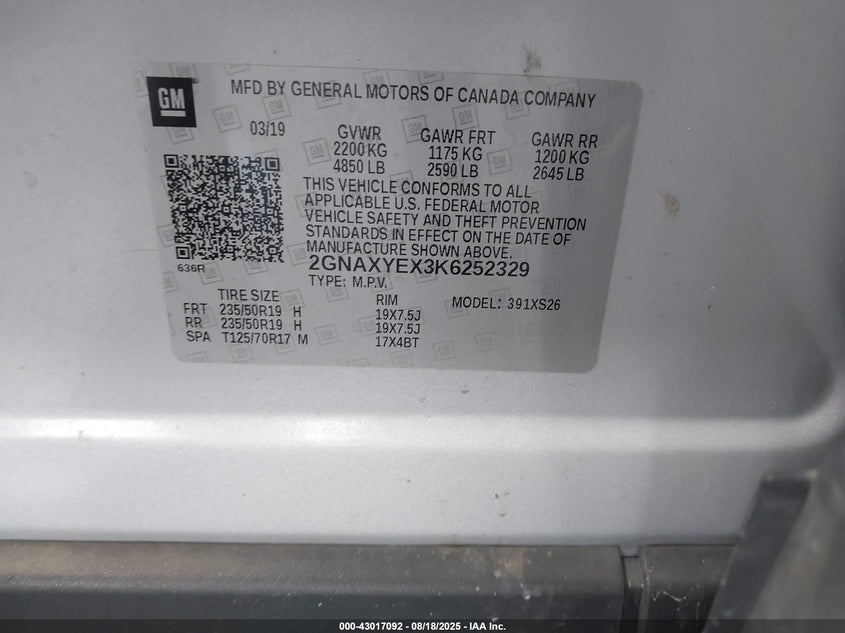 GM
MFD BY GENERAL MOTORS OF CANADA COMPANY
03/19 GVWR GAWR FRT GAWR RR
2200 KG 1175 KG 1200 KG
4850 LB 2590 LB 2645 LB
THIS VEHICLE CONFORMS TO ALL
APPLICABLE U.S. FEDERAL MOTOR
VEHICLE SAFETY AND THEFT PREVENTION
STANDARDS IN EFFECT ON THE DATE OF
MANUFACTURE SHOWN ABOVE.
636R 2GNAXYEX3K6252329
TYPE: M.P.V.
TIRE SIZE RIM MODEL: 391XS26
FRT 235/50R19 H 19X7.5J
RR 235/50R19 H 19X7.5J
SPA T125/70R17 M 17X4BT
000-43017092 - 08/18/2025 - IAA Inc.